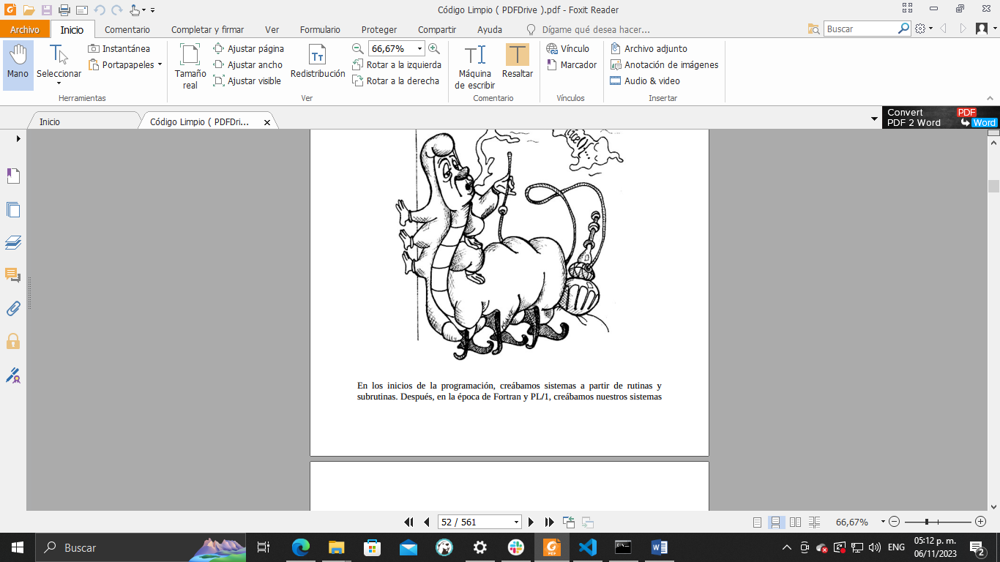 Código Limpio ( PDFDrive ).pdf - Foxit Reader
Archivo Inicio Comentario Completar y firmar Ver Formulario Proteger Compartir Ayuda Dígame qué desea hacer... Buscar
Mano
Seleccionar
Instantánea
Portapapeles
Herramientas
Tamaño
real
Ajustar página
Ajustar ancho
Ajustar visible
Redistribución
66,67%
Rotar a la izquierda
Rotar a la derecha
Ver
Máquina
de escribir
Resaltar
Comentario
Vínculo
Marcador
Vínculos
Archivo adjunto
Anotación de imágenes
Audio & video
Insertar
Inicio
Código Limpio ( PDFDri...
Convert PDF
PDF 2 Word Word
En los inicios de la programación, creábamos sistemas a partir de rutinas y
subrutinas. Después, en la época de Fortran y PL/1, creábamos nuestros sistemas
52 / 561
66,67%
Buscar
ENG
05:12 p. m.
06/11/2023
2